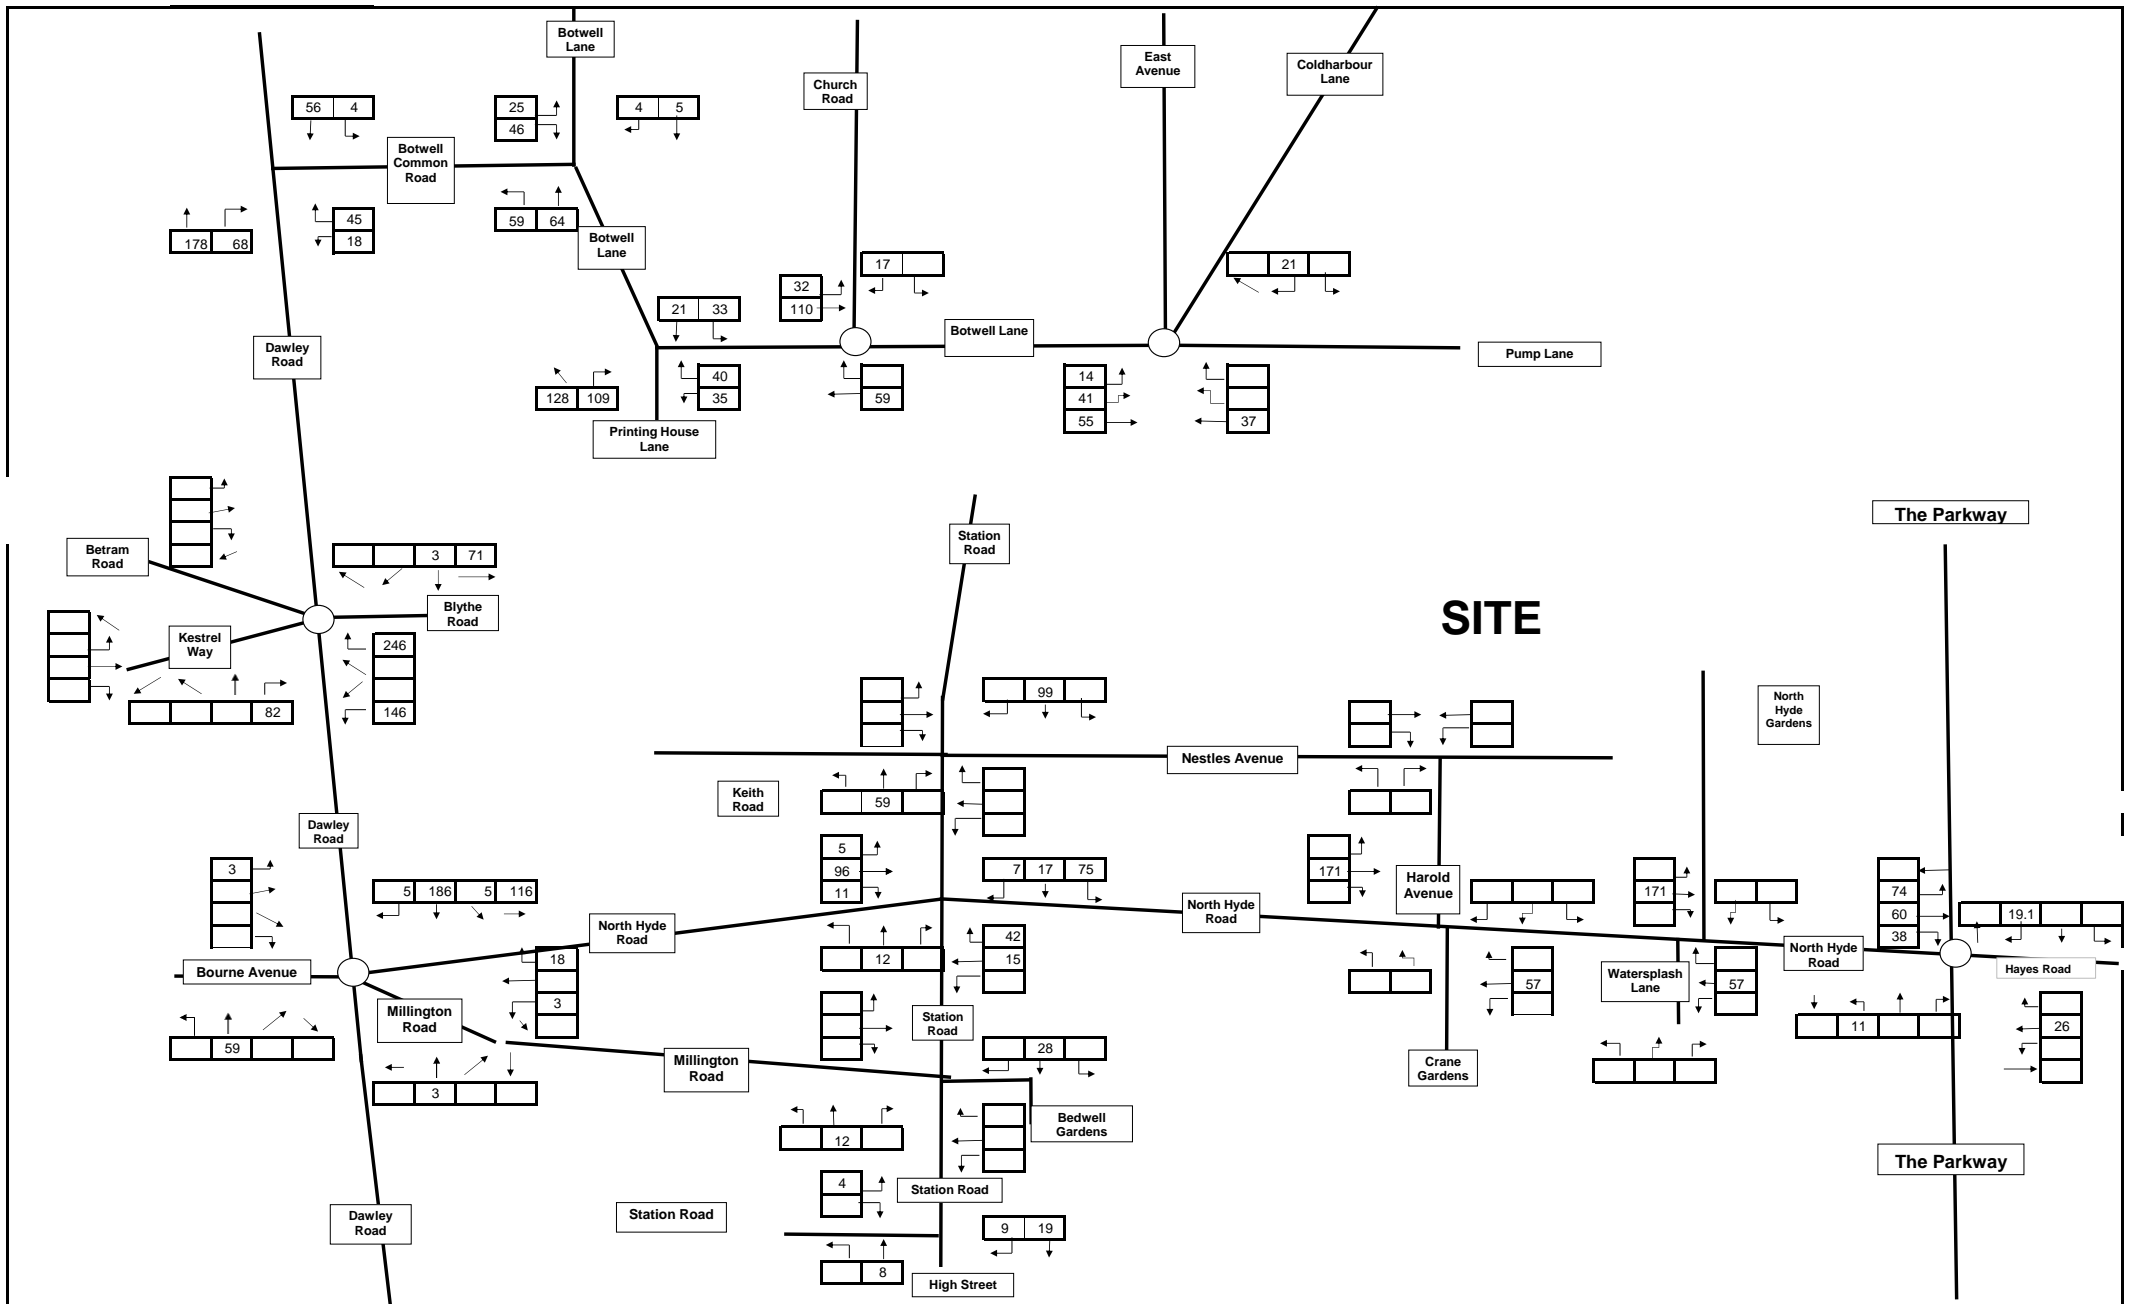 Botwell
Lane
East
Avenue
Coldharbour
Lane
Church
Road
56 4
25
46
4 5
Botwell
Common
Road
178 68
45
18
59 64
Botwell
Lane
17
21
32
110
21 33
Botwell Lane
Dawley
Road
Pump Lane
128 109
40
35
59
14
41
55
37
Printing House
Lane
The Parkway
Station
Road
Betram
Road
3 71
Blythe
Road
SITE
Kestrel
Way
246
146
82
99
North
Hyde
Gardens
Nestles Avenue
Keith
Road
59
Dawley
Road
5
96
11
3
5 186 5 116
7 17 75
171
Harold
Avenue
171
74
60
38
19.1
North Hyde
Road
North Hyde
Road
42
15
12
18
3
North Hyde
Road
Hayes Road
Bourne Avenue
57
Watersplash
Lane
57
Millington
Road
Station
Road
11
26
59
28
Millington
Road
Crane
Gardens
3
Bedwell
Gardens
12
The Parkway
4
Station Road
Station Road
Dawley
Road
9 19
8
High Street